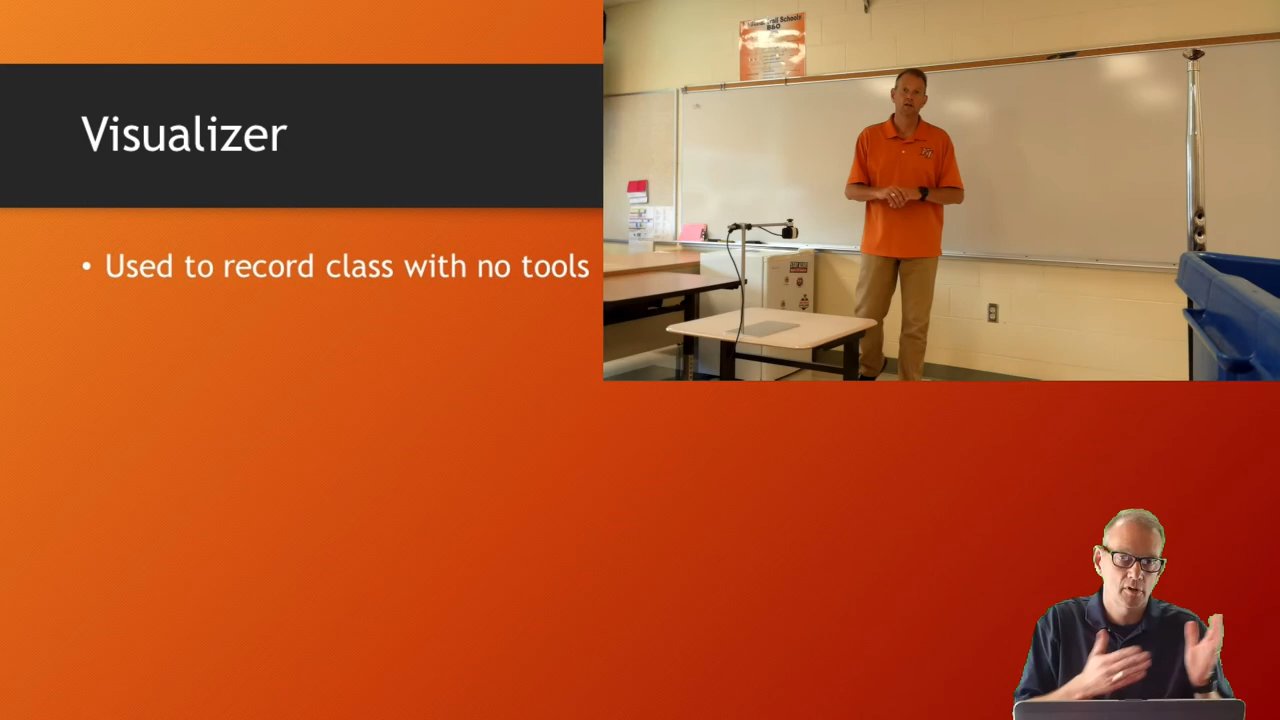 Visualizer
• Used to record class with no tools